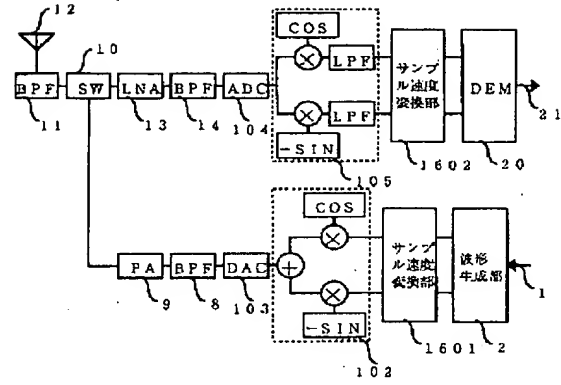 12
10
COS
BPF
SW
LNA
BPF
ADC
LPF
LPF
サンプ
ル速度
変換部
DEM
11
13
14
104
-SIN
105
1602
20
21
COS
PA
BPF
DAC
サンプ
ル速度
変換部
波形
生成部
9
8
103
-SIN
102
1601
2
1